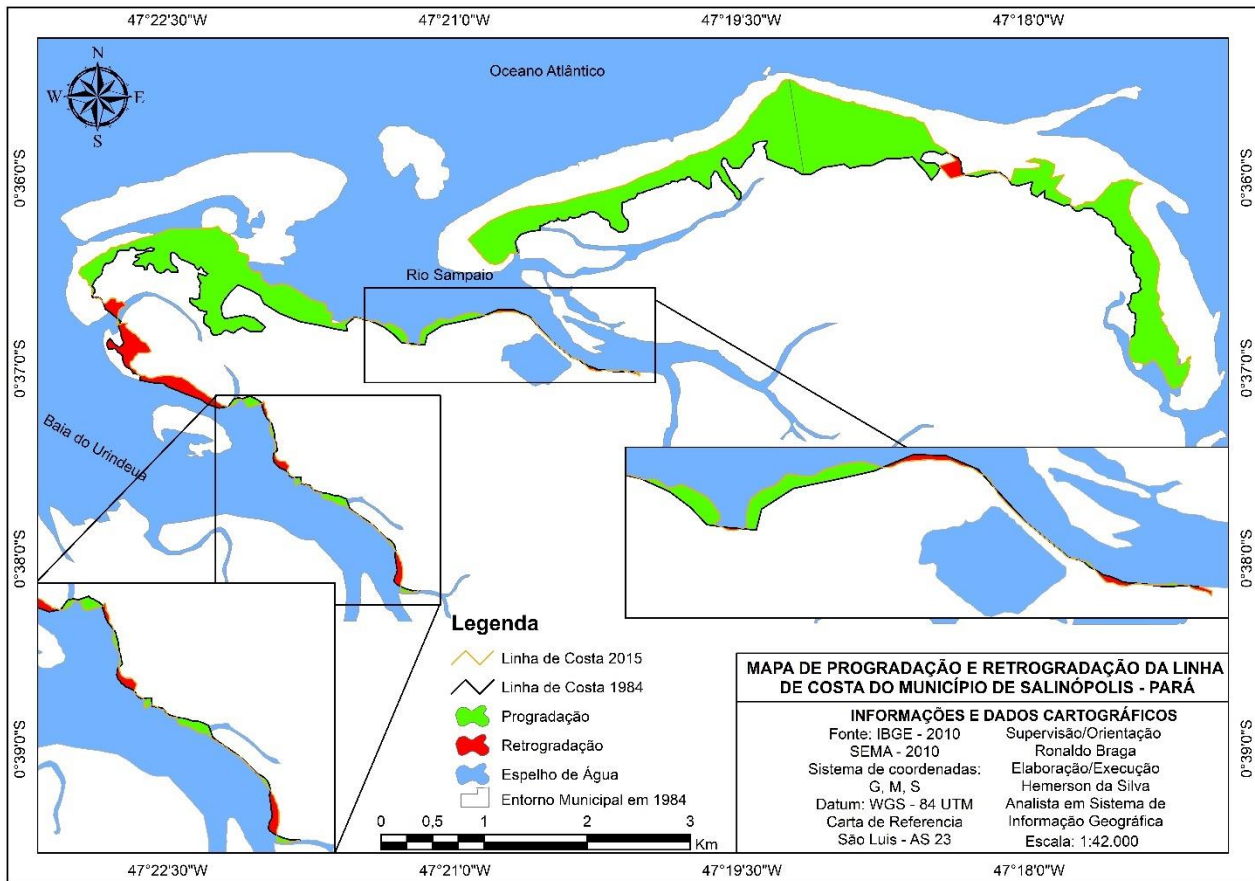 47°22'30"W
47°21'0"W
47°19'30"W
47°18'0"W
N
W
E
S
Oceano Atlântico
0°36'0"S
0°36'0"S
Rio Sampaio
0°37'0"S
0°37'0"S
Baia do Urindeua
0°38'0"S
0°38'0"S
Legenda
Linha de Costa 2015
Linha de Costa 1984
Progradação
Retrogradação
Espelho de Água
Entorno Municipal em 1984
0 0,5 1 2 3
Km
MAPA DE PROGRADAÇÃO E RETROGRADAÇÃO DA LINHA
DE COSTA DO MUNICÍPIO DE SALINÓPOLIS - PARÁ
INFORMAÇÕES E DADOS CARTOGRÁFICOS
Fonte: IBGE - 2010
SEMA - 2010
Sistema de coordenadas:
G, M, S
Datum: WGS - 84 UTM
Carta de Referencia
São Luis - AS 23
Supervisão/Orientação
Ronaldo Braga
Elaboração/Execução
Hemerson da Silva
Analista em Sistema de
Informação Geográfica
Escala: 1:42.000
0°39'0"S
0°39'0"S
47°22'30"W
47°21'0"W
47°19'30"W
47°18'0"W